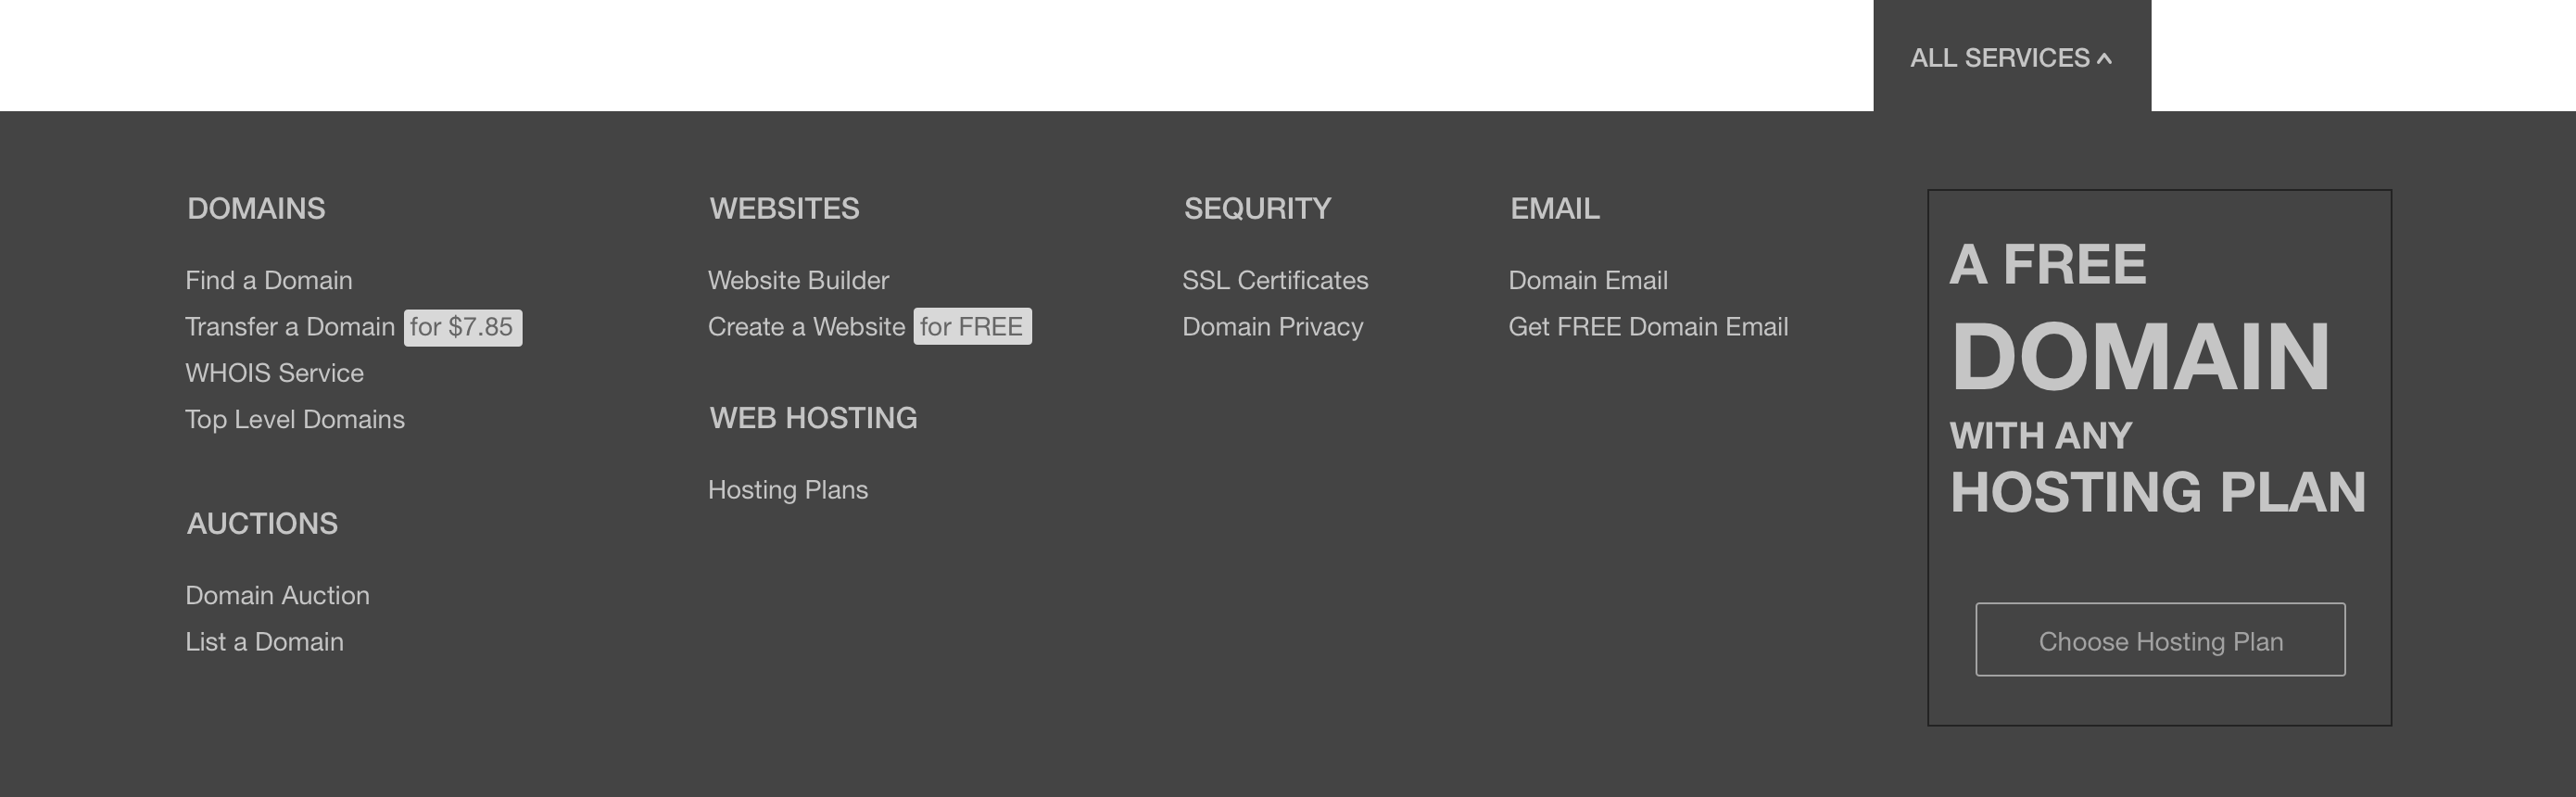 ALL SERVICES
DOMAINS
Find a Domain
Transfer a Domain for $7.85
WHOIS Service
Top Level Domains
AUCTIONS
Domain Auction
List a Domain
WEBSITES
Website Builder
Create a Website for FREE
WEB HOSTING
Hosting Plans
SEQURITY
SSL Certificates
Domain Privacy
EMAIL
Domain Email
Get FREE Domain Email
A FREE
DOMAIN
WITH ANY
HOSTING PLAN
Choose Hosting Plan